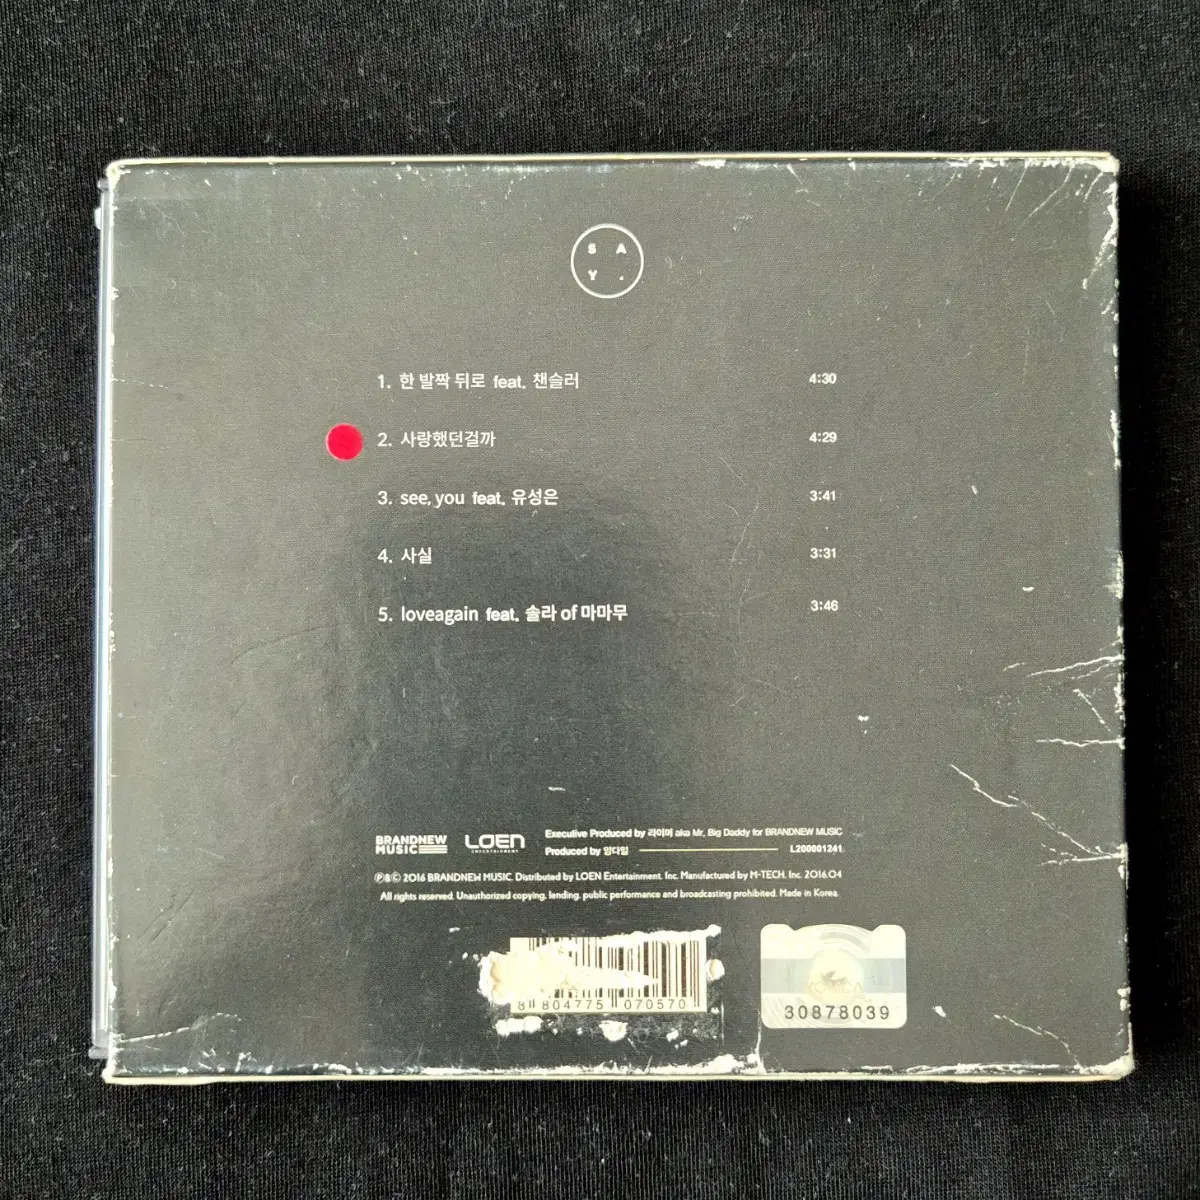 S A
Y .
1. 한 발짝 뒤로 feat. 챈슬러 4:30
2. 사랑했던걸까 4:29
3. see, you feat. 유성은 3:41
4. 사실 3:31
5. loveagain feat. 솔라 of 마마무 3:46
BRANDNEW MUSIC
LOEN ENTERTAINMENT
Executive Produced by 라이머 aka Mr. Big Daddy for BRANDNEW MUSIC
Produced by 임다일 L200001241
℗&© 2016 BRANDNEW MUSIC. Distributed by LOEN Entertainment. Inc. Manufactured by M-TECH. Inc. 2016.04
All rights reserved. Unauthorized copying, lending, public performance and broadcasting prohibited. Made in Korea.
8 804775 070570
30878039